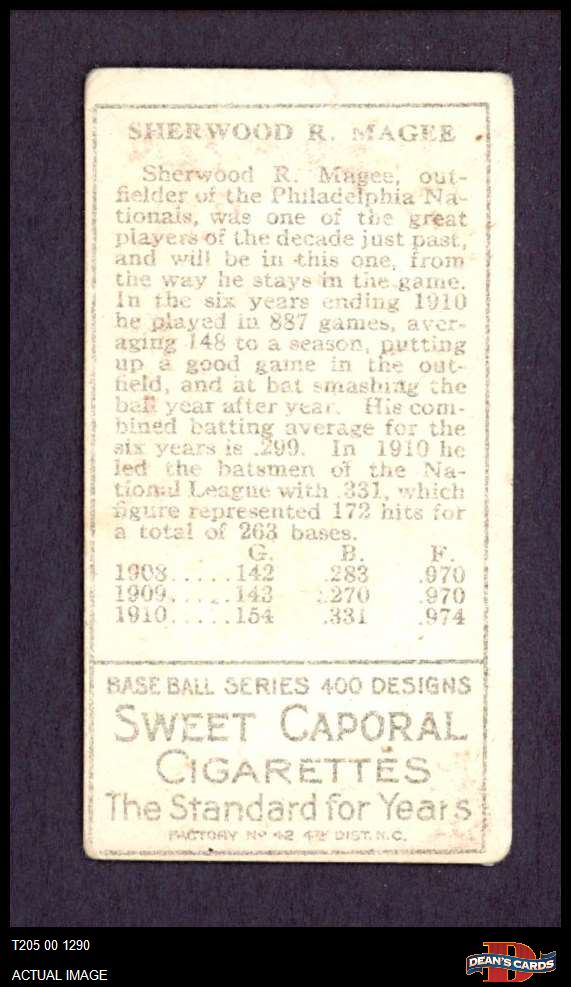 SHERWOOD R. MAGEE
Sherwood R. Magee, out-
fielder of the Philadelphia Na-
tionals, was one of the great
players of the decade just past,
and will be in this one, from
the way he stays in the game.
In the six years ending 1910
he played in 887 games, aver-
aging 148 to a season, putting
up a good game in the out-
field, and at bat smashing the
ball year after year. His com-
bined batting average for the
six years is .299. In 1910 he
led the batsmen of the Na-
tional League with .331, which
figure represented 172 hits for
a total of 263 bases.
G. B. F.
1908.....142 .283 .970
1909.....143 .270 .970
1910.....154 .331 .974
BASE BALL SERIES 400 DESIGNS
SWEET CAPORAL
CIGARETTES
The Standard for Years
FACTORY No 42 4th DIST. N.C.
T205 00 1290
ACTUAL IMAGE
DEAN'S CARDS